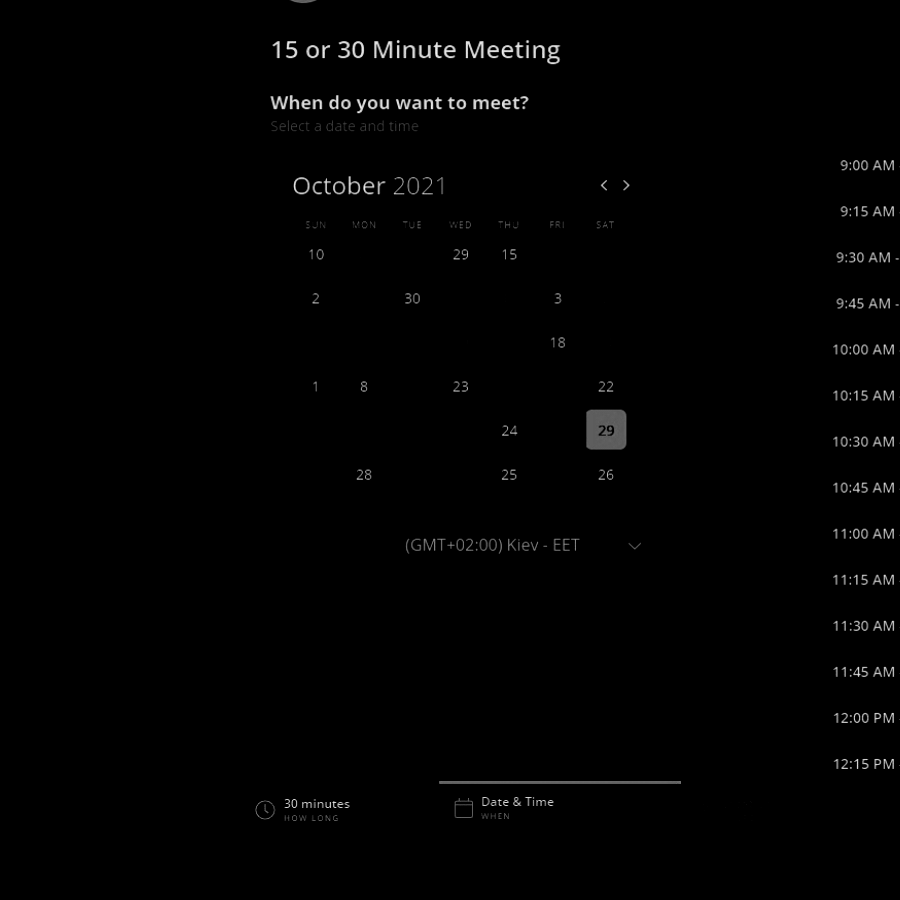 15 or 30 Minute Meeting
When do you want to meet?
Select a date and time
October 2021
SUN MON TUE WED THU FRI SAT
10 29 15
2 30 3
18
1 8 23 22
24 29
28 25 26
(GMT+02:00) Kiev - EET
9:00 AM
9:15 AM
9:30 AM -
9:45 AM -
10:00 AM
10:15 AM
10:30 AM
10:45 AM
11:00 AM
11:15 AM
11:30 AM
11:45 AM
12:00 PM
12:15 PM
30 minutes
HOW LONG
Date & Time
WHEN